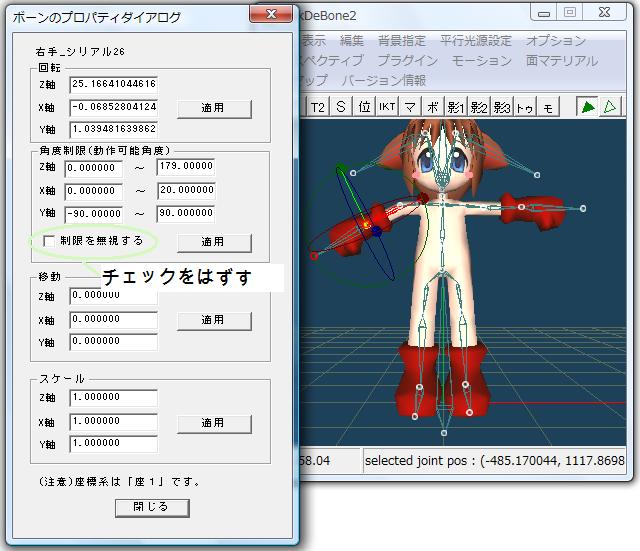 ボーンのプロパティダイアログ
右手_シリアル26
回転
Z軸 25.16641044616
X軸 -0.06852804124 適用
Y軸 1.039481639862
角度制限(動作可能角度)
Z軸 0.000000 ～ 179.00000
X軸 0.000000 ～ 20.000000
Y軸 -90.00000 ～ 90.000000
制限を無視する 適用
チェックをはずす
移動
Z軸 0.000000
X軸 0.000000 適用
Y軸 0.000000
スケール
Z軸 1.000000
X軸 1.000000 適用
Y軸 1.000000
(注意)座標系は「座１」です。
閉じる
kDeBone2
表示 編集 背景指定 平行光源設定 オプション
スペクティブ プラグイン モーション 面マテリアル
アップ バージョン情報
T2 S 位 IKT マ ボ 影1 影2 影3 トゥ モ
58.04 selected joint pos : (-485.170044, 1117.8698